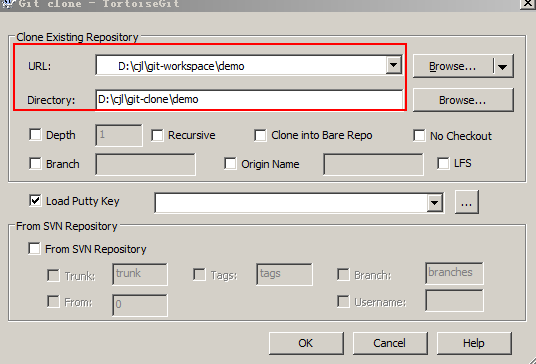 Git clone - TortoiseGit
Clone Existing Repository
URL: D:\cjl\git-workspace\demo Browse...
Directory: D:\cjl\git-clone\demo Browse...
Depth 1 Recursive Clone into Bare Repo No Checkout
Branch Origin Name LFS
Load Putty Key ...
From SVN Repository
From SVN Repository
Trunk: trunk Tags: tags Branch: branches
From: 0 Username:
OK Cancel Help